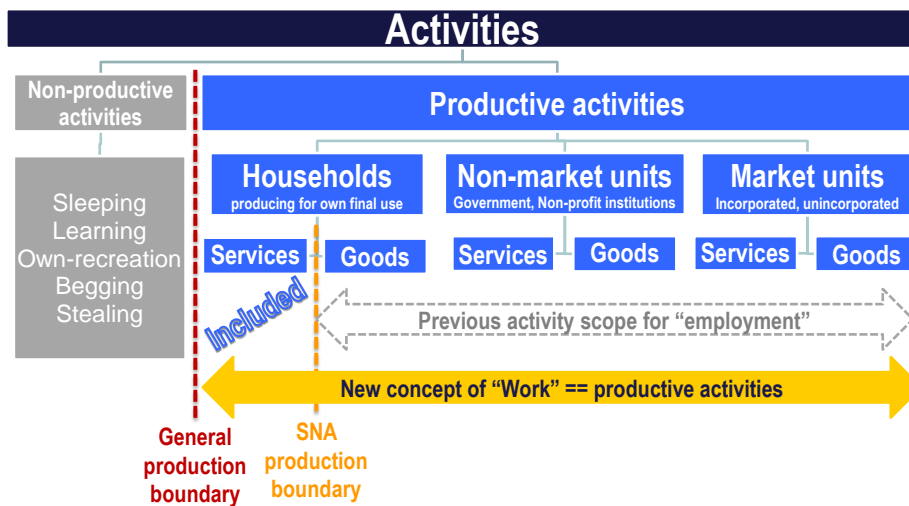 Activities
Non-productive
activities
Productive activities
Sleeping
Learning
Own-recreation
Begging
Stealing
Households
producing for own final use
Non-market units
Government, Non-profit institutions
Market units
Incorporated, unincorporated
Services
Goods
Services
Goods
Services
Goods
Included
Previous activity scope for “employment”
New concept of “Work” == productive activities
General
production
boundary
SNA
production
boundary